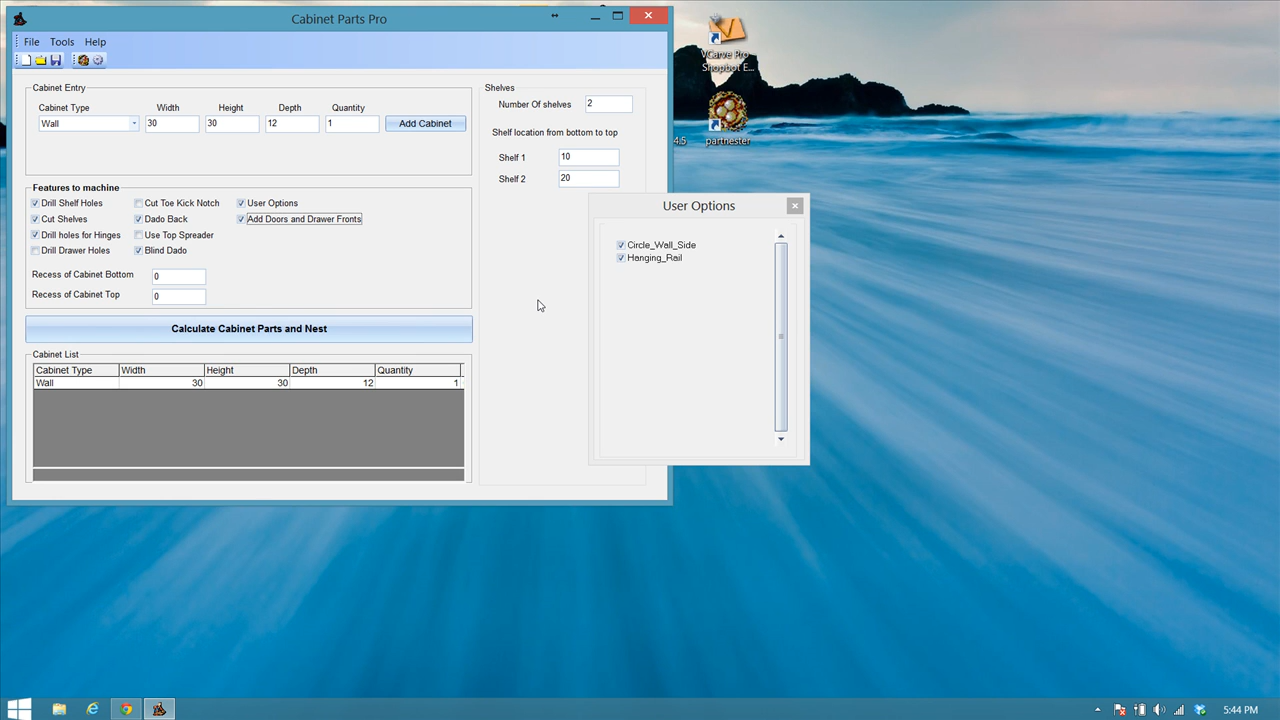 Cabinet Parts Pro
File Tools Help
Cabinet Entry
Cabinet Type Width Height Depth Quantity
Wall 30 30 12 1 Add Cabinet
Features to machine
Drill Shelf Holes Cut Toe Kick Notch User Options
Cut Shelves Dado Back Add Doors and Drawer Fronts
Drill holes for Hinges Use Top Spreader
Drill Drawer Holes Blind Dado
Recess of Cabinet Bottom 0
Recess of Cabinet Top 0
Calculate Cabinet Parts and Nest
Cabinet List
Cabinet Type Width Height Depth Quantity
Wall 30 30 12 1
Shelves
Number Of shelves 2
Shelf location from bottom to top
Shelf 1 10
Shelf 2 20
User Options
Circle_Wall_Side
Hanging_Rail
VCarve Pro
Shopbot E...
4.5 partnester
5:44 PM